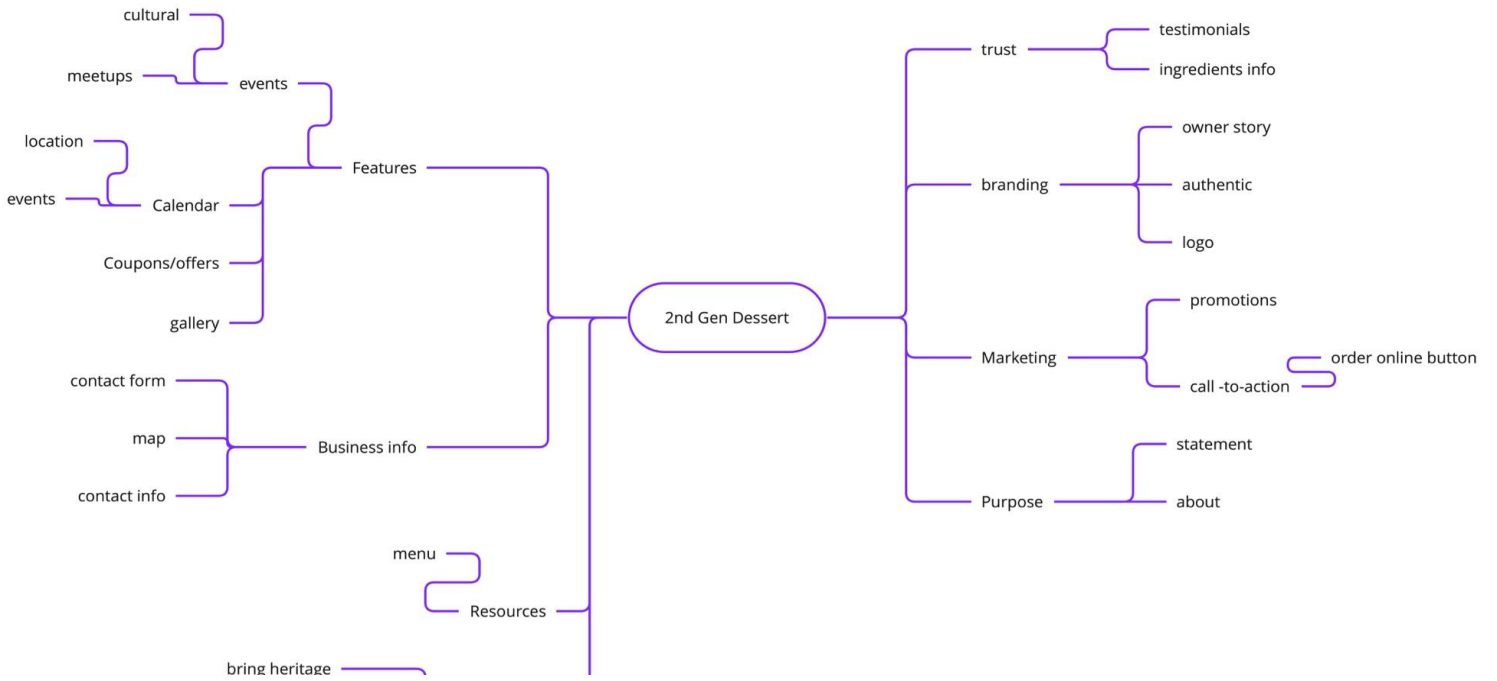 cultural
meetups
events
location
events
Calendar
Features
Coupons/offers
gallery
contact form
map
contact info
Business info
menu
Resources
bring heritage
2nd Gen Dessert
trust
testimonials
ingredients info
branding
owner story
authentic
logo
Marketing
promotions
call -to-action
order online button
Purpose
statement
about